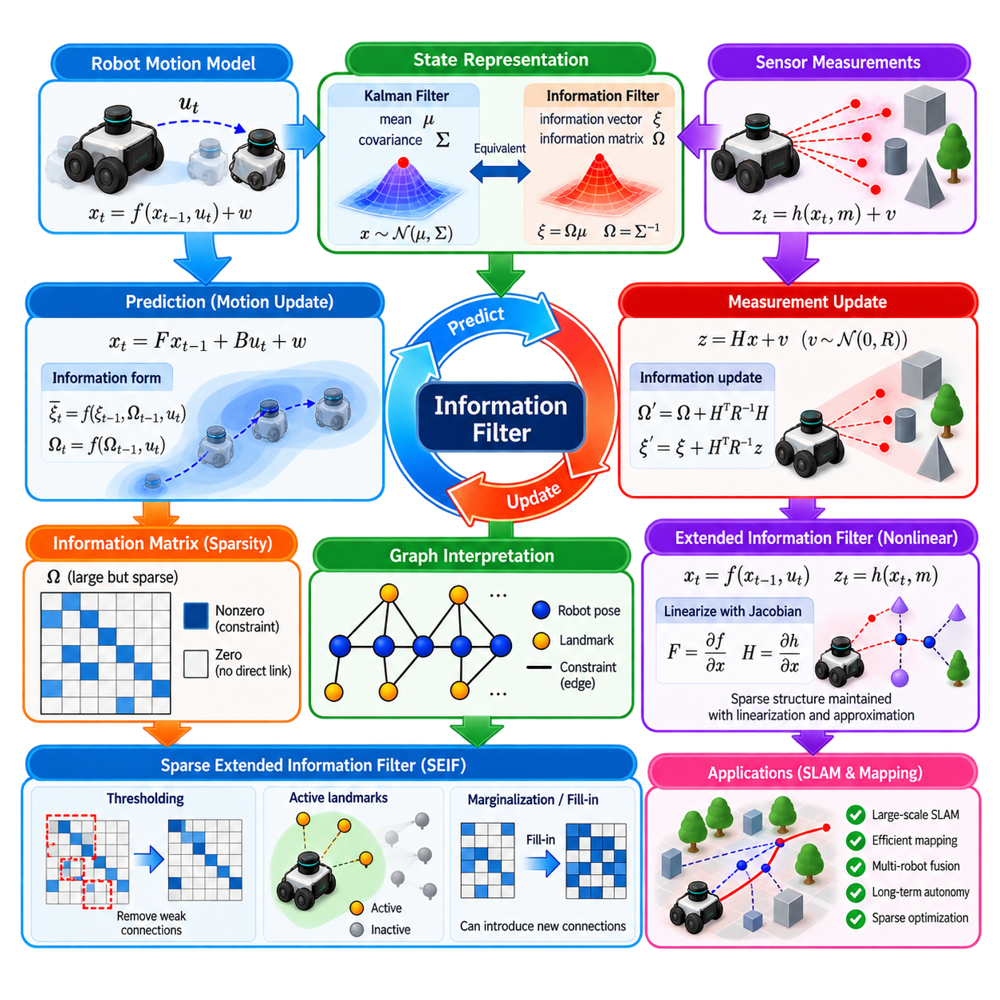 Robot Motion Model
u_t
x_t = f(x_{t−1}, u_t) + w
State Representation
Kalman Filter
mean μ
covariance Σ
x ∼ N(μ, Σ)
Equivalent
Information Filter
information vector ξ
information matrix Ω
ξ = Ωμ Ω = Σ⁻¹
Sensor Measurements
z_t = h(x_t, m) + v
Prediction (Motion Update)
x_t = Fx_{t−1} + Bu_t + w
Information form
ξ̅_t = f(ξ_{t−1}, Ω_{t−1}, u_t)
Ω_t = f(Ω_{t−1}, u_t)
Predict
Information
Filter
Update
Measurement Update
z = Hx + v (v ∼ N(0, R))
Information update
Ω′ = Ω + HᵀR⁻¹H
ξ′ = ξ + HᵀR⁻¹z
Information Matrix (Sparsity)
Ω (large but sparse)
Nonzero
(constraint)
Zero
(no direct link)
Graph Interpretation
...
...
Robot pose
Landmark
Constraint
(edge)
Extended Information Filter (Nonlinear)
x_t = f(x_{t−1}, u_t) z_t = h(x_t, m)
Linearize with Jacobian
F = ∂f/∂x H = ∂h/∂x
Sparse structure maintained
with linearization and approximation
Sparse Extended Information Filter (SEIF)
Thresholding
Remove weak
connections
Active landmarks
Active
Inactive
Marginalization / Fill-in
Fill-in
Can introduce new connections
Applications (SLAM & Mapping)
Large-scale SLAM
Efficient mapping
Multi-robot fusion
Long-term autonomy
Sparse optimization